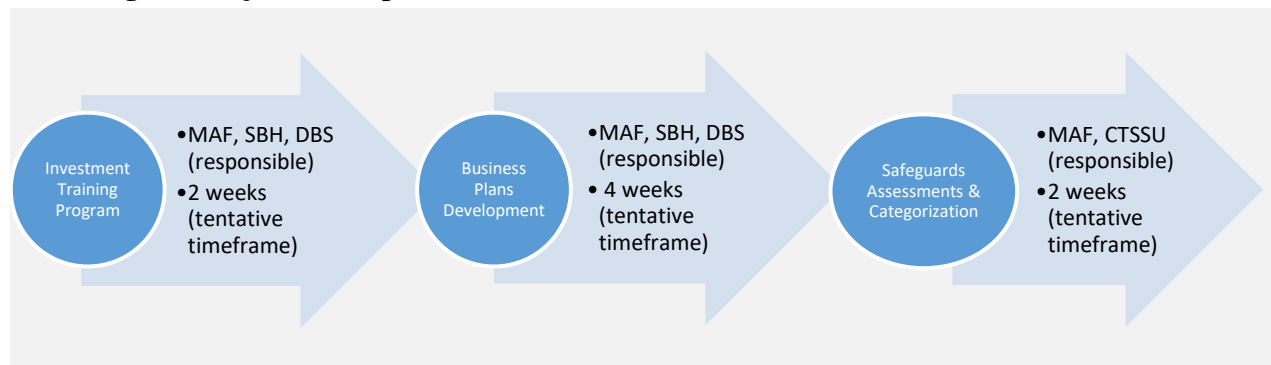 Investment
Training
Program
•MAF, SBH, DBS
(responsible)
•2 weeks
(tentative
timeframe)
Business
Plans
Development
•MAF, SBH, DBS
(responsible)
• 4 weeks
(tentative
timeframe)
Safeguards
Assessments &
Categorization
•MAF, CTSSU
(responsible)
•2 weeks
(tentative
timeframe)